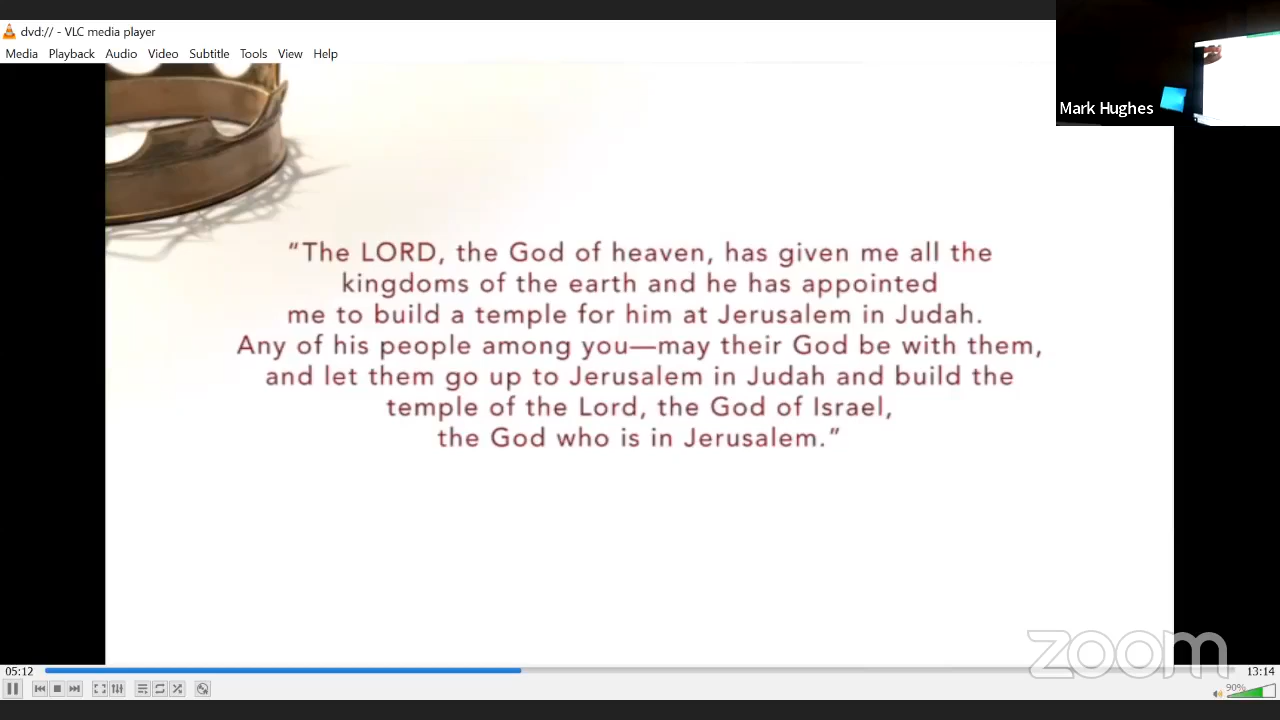 dvd:// - VLC media player
Media Playback Audio Video Subtitle Tools View Help
Mark Hughes
“The LORD, the God of heaven, has given me all the
kingdoms of the earth and he has appointed
me to build a temple for him at Jerusalem in Judah.
Any of his people among you—may their God be with them,
and let them go up to Jerusalem in Judah and build the
temple of the Lord, the God of Israel,
the God who is in Jerusalem.”
zoom
05:12
13:14
90%